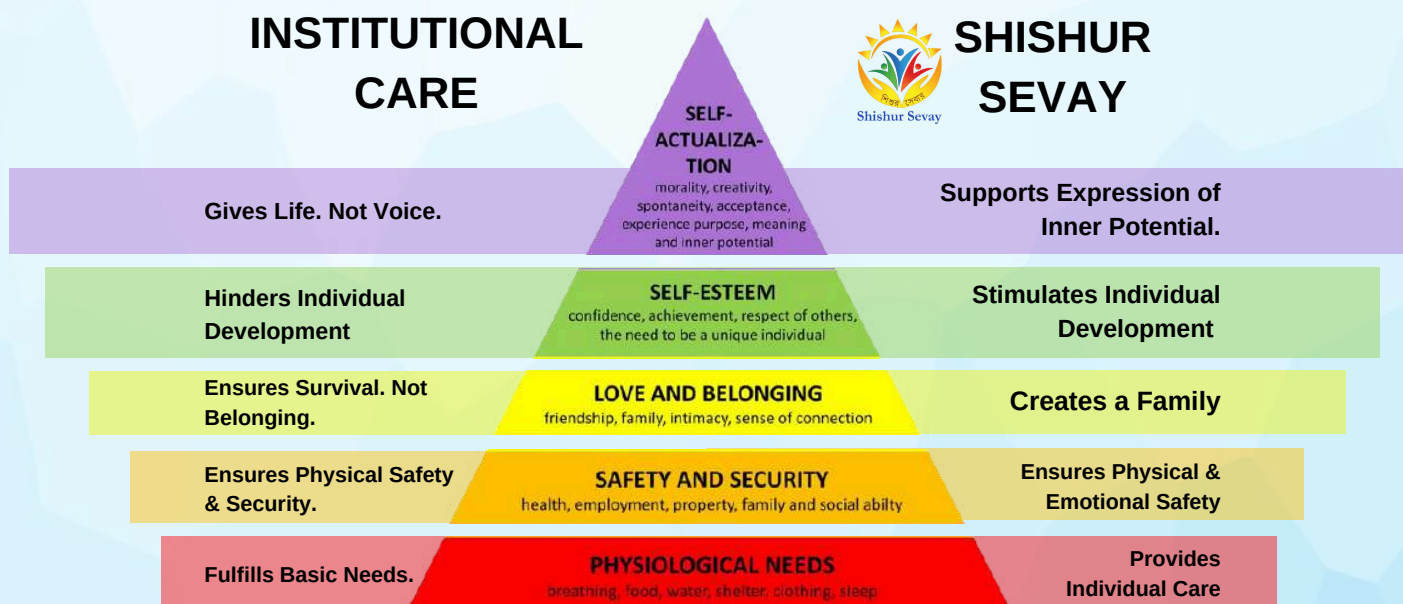 INSTITUTIONAL
CARE
শিশুর সেবায়
Shishur Sevay
SHISHUR
SEVAY
SELF-
ACTUALIZA-
TION
morality, creativity,
spontaneity, acceptance,
experience purpose, meaning
and inner potential
Gives Life. Not Voice.
Supports Expression of
Inner Potential.
Hinders Individual
Development
SELF-ESTEEM
confidence, achievement, respect of others,
the need to be a unique individual
Stimulates Individual
Development
Ensures Survival. Not
Belonging.
LOVE AND BELONGING
friendship, family, intimacy, sense of connection
Creates a Family
Ensures Physical Safety
& Security.
SAFETY AND SECURITY
health, employment, property, family and social abilty
Ensures Physical &
Emotional Safety
Fulfills Basic Needs.
PHYSIOLOGICAL NEEDS
breathing, food, water, shelter, clothing, sleep
Provides
Individual Care